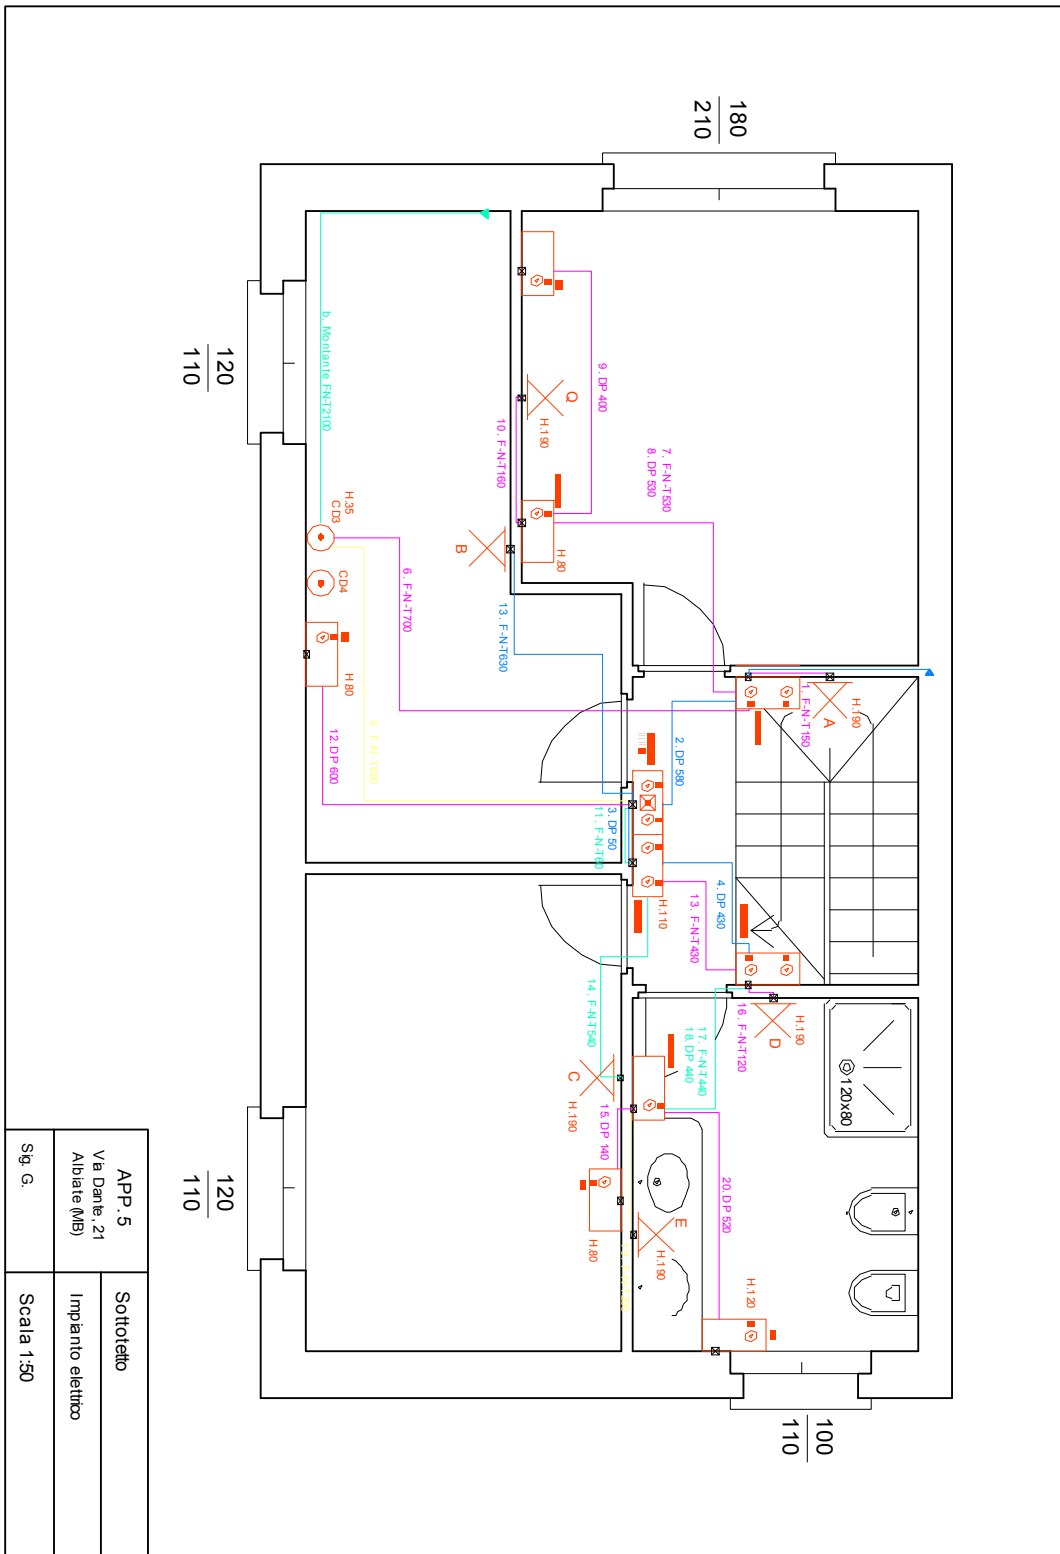 180
210
120
110
120
110
100
110
b. Montante FN-T2100
9. DP 400
Q
H.190
10. F-N-T160
7. F-N-T530
8. DP 530
B
H.80
H.35
CD3
CD4
6. F-N-T700
13. F-N-T630
H.80
12. DP 600
1. F-N-T150
A
H.190
2. DP 580
3. DP 50
11. F-N-T60
H.110
4. DP 430
13. F-N-T430
14. F-N-T540
C
H.190
15. DP 140
H.80
16. F-N-T120
D
H.190
17. F-N-T440
18. DP 440
120x80
20. DP 520
E
H.190
H.120
APP. 5
Via Dante, 21
Albiate (MB)
Sig. G.
Sottotetto
Impianto elettrico
Scala 1:50